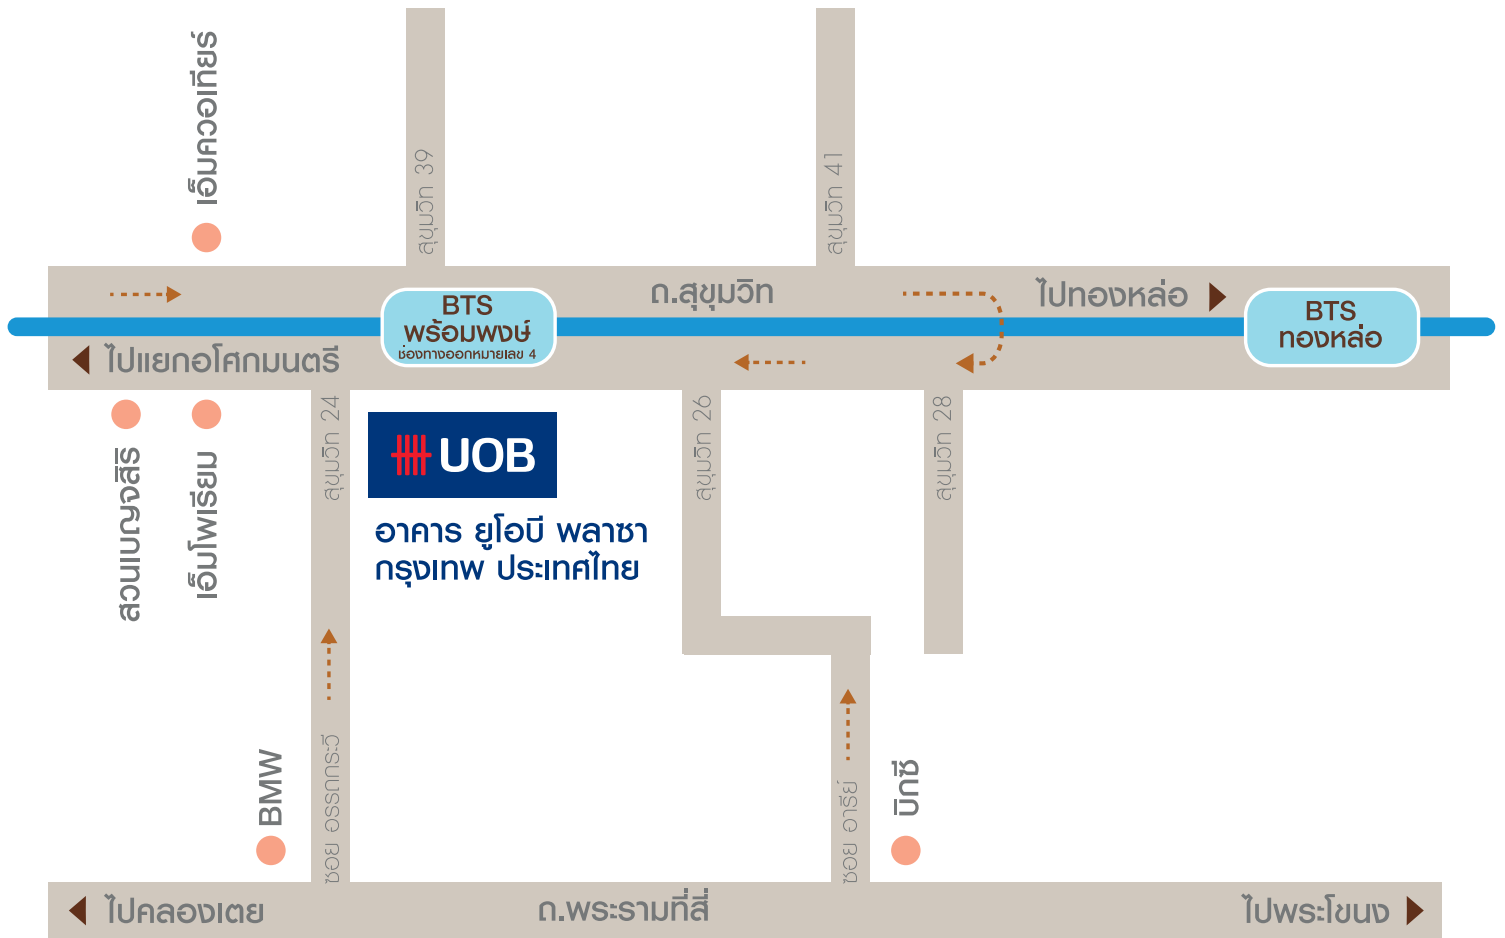 เอ็มควอเทียร์
สุขุมวิท 39
สุขุมวิท 41
ถ.สุขุมวิท
ไปทองหล่อ
BTS
พร้อมพงษ์
ช่องทางออกหมายเลข 4
BTS
ทองหล่อ
ไปแยกอโศกมนตรี
สวนเบญจสิริ
เอ็มโพเรียม
สุขุมวิท 24
UOB
อาคาร ยูโอบี พลาซา
กรุงเทพ ประเทศไทย
สุขุมวิท 26
สุขุมวิท 28
BMW
ซอย อรรถกระวี
ซอย อารีย์
บิ๊กซี
ไปคลองเตย
ถ.พระรามที่สี่
ไปพระโขนง